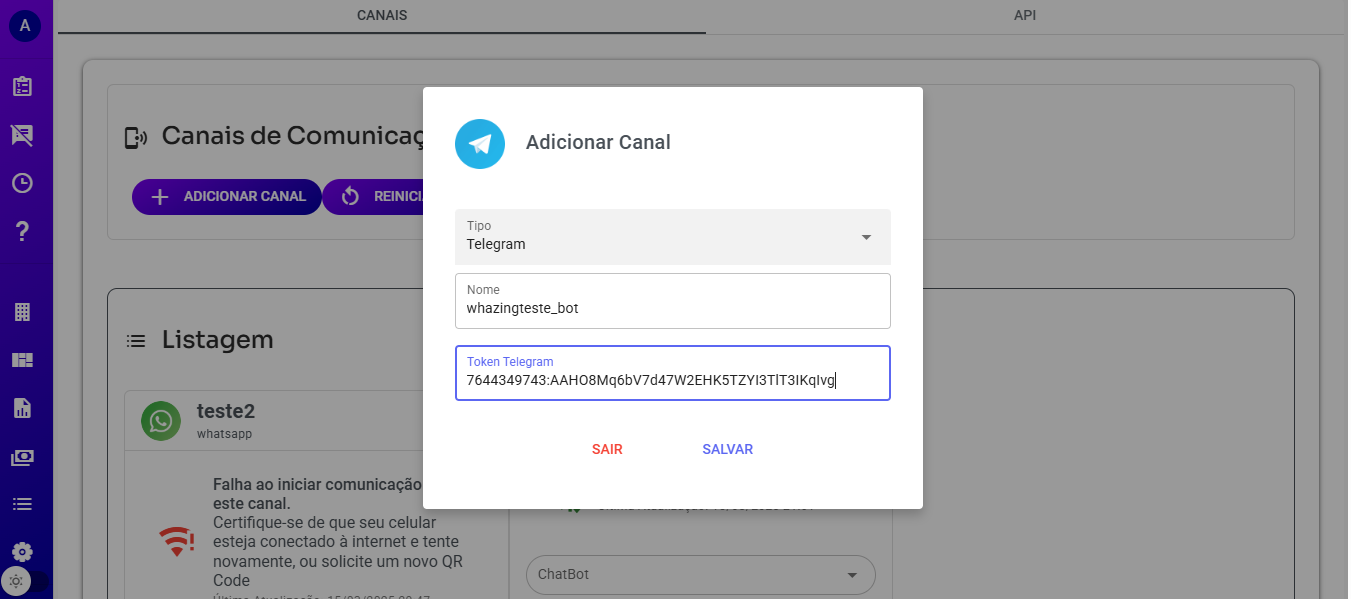 A
CANAIS
API
Canais de Comunicaç
ADICIONAR CANAL
REINICI
Adicionar Canal
Tipo
Telegram
Nome
whazingteste_bot
Token Telegram
7644349743:AAHO8Mq6bV7d47W2EHK5TZYI3TlT3IKqIvg
SAIR
SALVAR
Listagem
teste2
whatsapp
Falha ao iniciar comunicação
este canal.
Certifique-se de que seu celular
esteja conectado à internet e tente
novamente, ou solicite um novo QR
Code
ChatBot